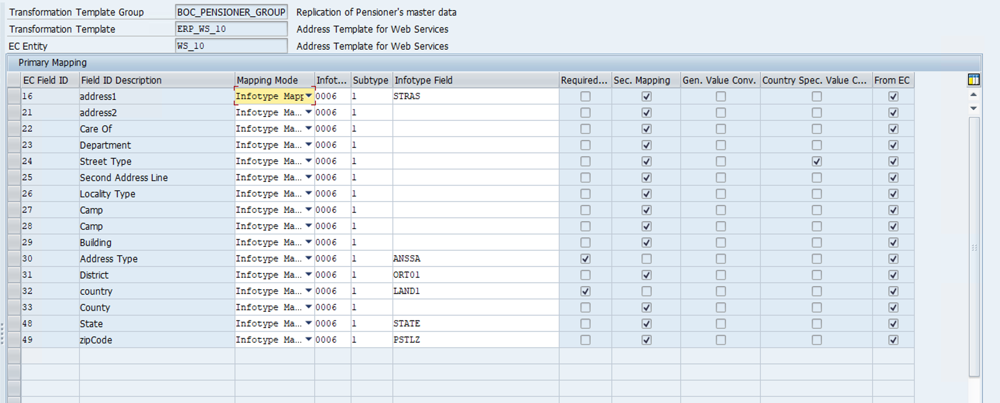 Transformation Template Group BOC_PENSIONER_GROUP Replication of Pensioner's master data
Transformation Template ERP_WS_10 Address Template for Web Services
EC Entity WS_10 Address Template for Web Services
Primary Mapping
EC Field ID Field ID Description Mapping Mode Infot... Subtype Infotype Field Required... Sec. Mapping Gen. Value Conv. Country Spec. Value C... From EC
16 address1 Infotype Mapp 0006 1 STRAS
21 address2 Infotype Ma... 0006 1
22 Care Of Infotype Ma... 0006 1
23 Department Infotype Ma... 0006 1
24 Street Type Infotype Ma... 0006 1
25 Second Address Line Infotype Ma... 0006 1
26 Locality Type Infotype Ma... 0006 1
27 Camp Infotype Ma... 0006 1
28 Camp Infotype Ma... 0006 1
29 Building Infotype Ma... 0006 1
30 Address Type Infotype Ma... 0006 1 ANSSA
31 District Infotype Ma... 0006 1 ORT01
32 country Infotype Ma... 0006 1 LAND1
33 County Infotype Ma... 0006 1
48 State Infotype Ma... 0006 1 STATE
49 zipCode Infotype Ma... 0006 1 PSTLZ